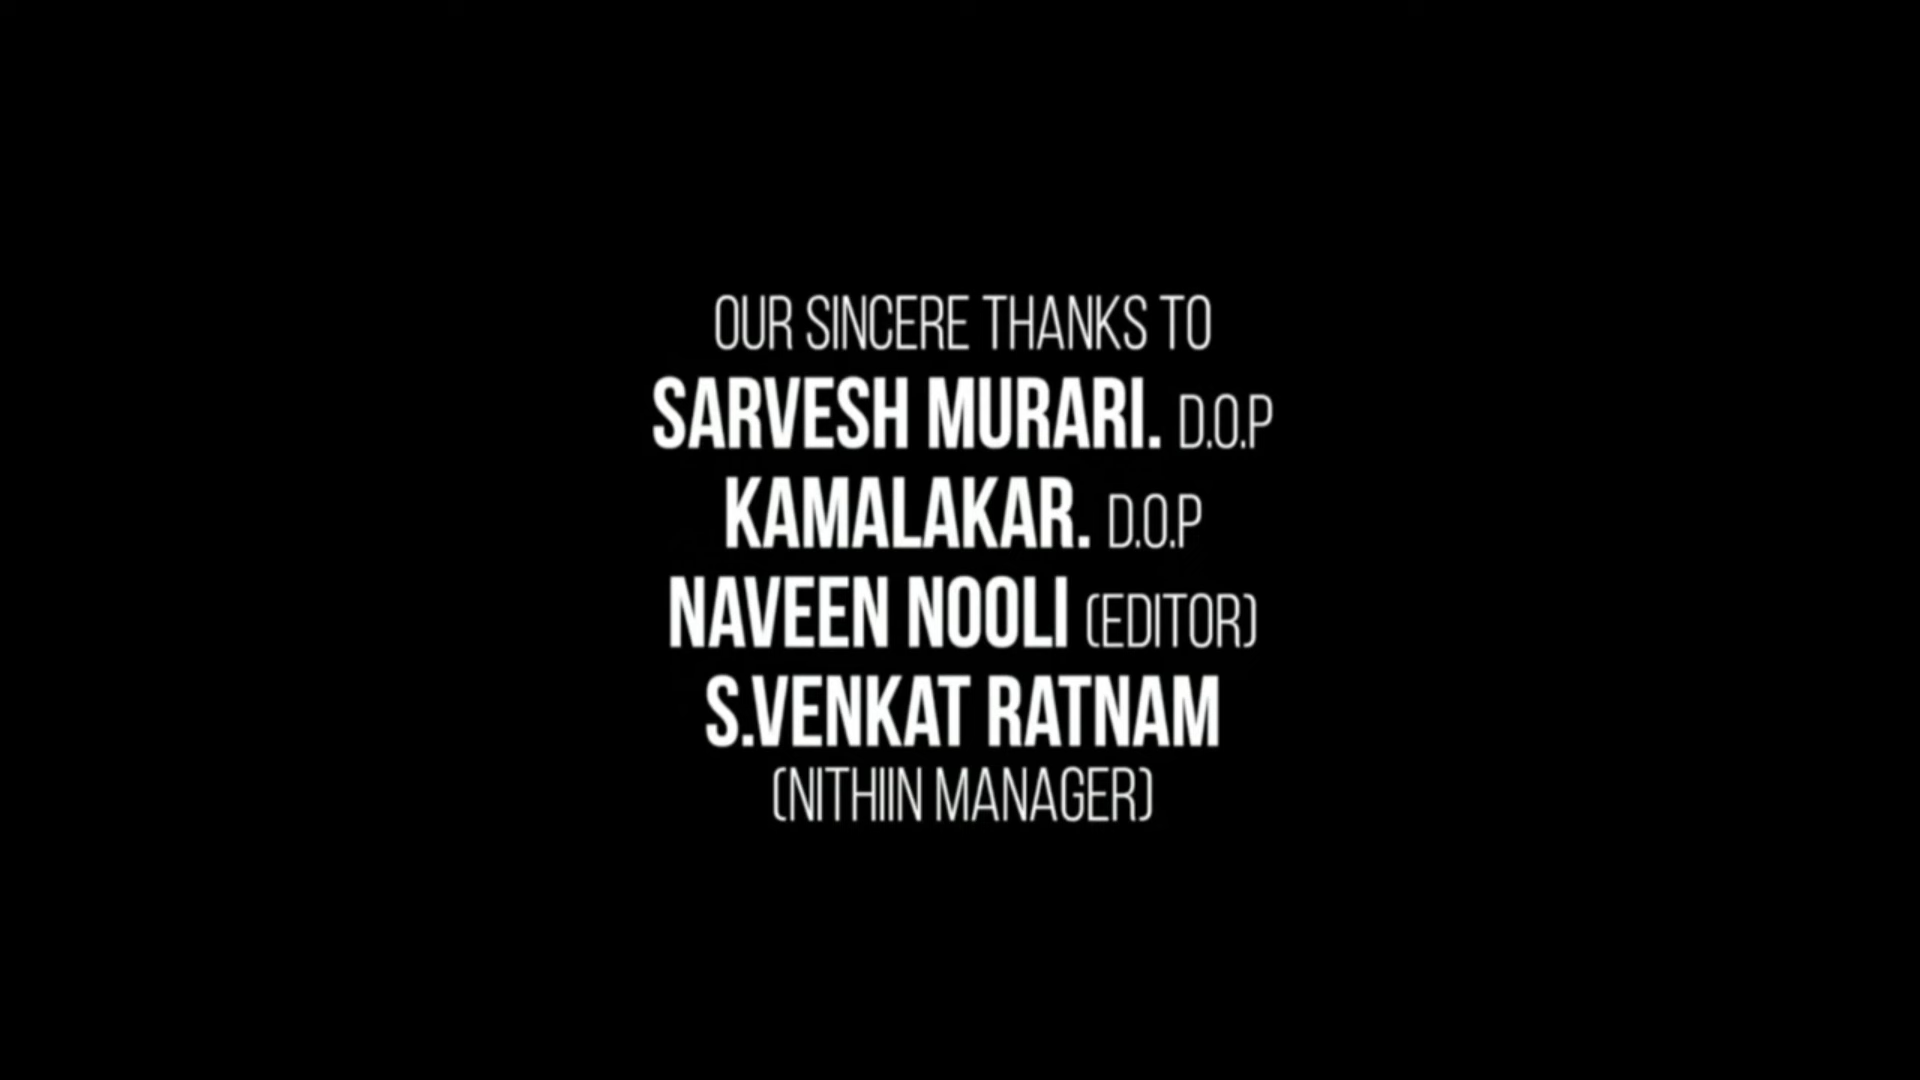 OUR SINCERE THANKS TO
SARVESH MURARI. D.O.P
KAMALAKAR. D.O.P
NAVEEN NOOLI (EDITOR)
S.VENKAT RATNAM
(NITHIIN MANAGER)